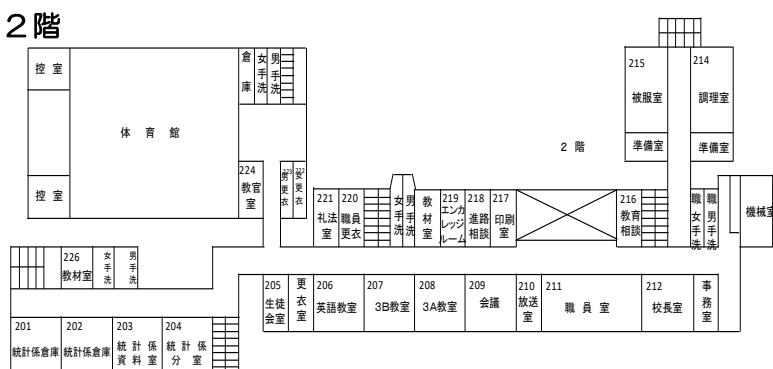 2階
控 室
体 育 館
控 室
倉庫
女手洗
男手洗
224
教官室
223
男更衣
222
女更衣
221
礼法室
220
職員更衣
女手洗
男手洗
教材室
219
エンカレッジルーム
218
進路相談
217
印刷室
2 階
215
被服室
準備室
214
調理室
準備室
216
教育相談
職女手洗
職男手洗
機械室
226
教材室
女手洗
男手洗
205
生徒会室
更衣室
206
英語教室
207
3B教室
208
3A教室
209
会議
210
放送室
211
職 員 室
212
校長室
事務室
201
統計係倉庫
202
統計係倉庫
203
統 計 係
資 料 室
204
統 計 係
分 室